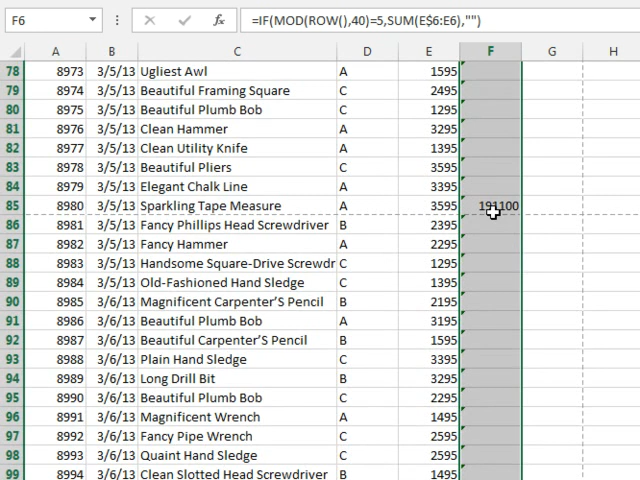 F6 fx =IF(MOD(ROW(),40)=5,SUM(E$6:E6),"")
A B C D E F G H
78 8973 3/5/13 Ugliest Awl A 1595
79 8974 3/5/13 Beautiful Framing Square C 2495
80 8975 3/5/13 Beautiful Plumb Bob C 1295
81 8976 3/5/13 Clean Hammer A 3295
82 8977 3/5/13 Clean Utility Knife A 1395
83 8978 3/5/13 Beautiful Pliers C 3595
84 8979 3/5/13 Elegant Chalk Line A 3395
85 8980 3/5/13 Sparkling Tape Measure A 3595 191100
86 8981 3/5/13 Fancy Phillips Head Screwdriver B 2395
87 8982 3/5/13 Fancy Hammer A 2295
88 8983 3/5/13 Handsome Square-Drive Screwdr C 1295
89 8984 3/5/13 Old-Fashioned Hand Sledge C 1395
90 8985 3/6/13 Magnificent Carpenter’S Pencil B 2195
91 8986 3/6/13 Beautiful Plumb Bob A 3195
92 8987 3/6/13 Beautiful Carpenter’S Pencil B 1595
93 8988 3/6/13 Plain Hand Sledge C 3395
94 8989 3/6/13 Long Drill Bit B 3295
95 8990 3/6/13 Beautiful Plumb Bob C 2295
96 8991 3/6/13 Magnificent Wrench A 1495
97 8992 3/6/13 Fancy Pipe Wrench C 2595
98 8993 3/6/13 Quaint Hand Sledge C 2595
99 8994 3/6/13 Clean Slotted Head Screwdriver B 1495